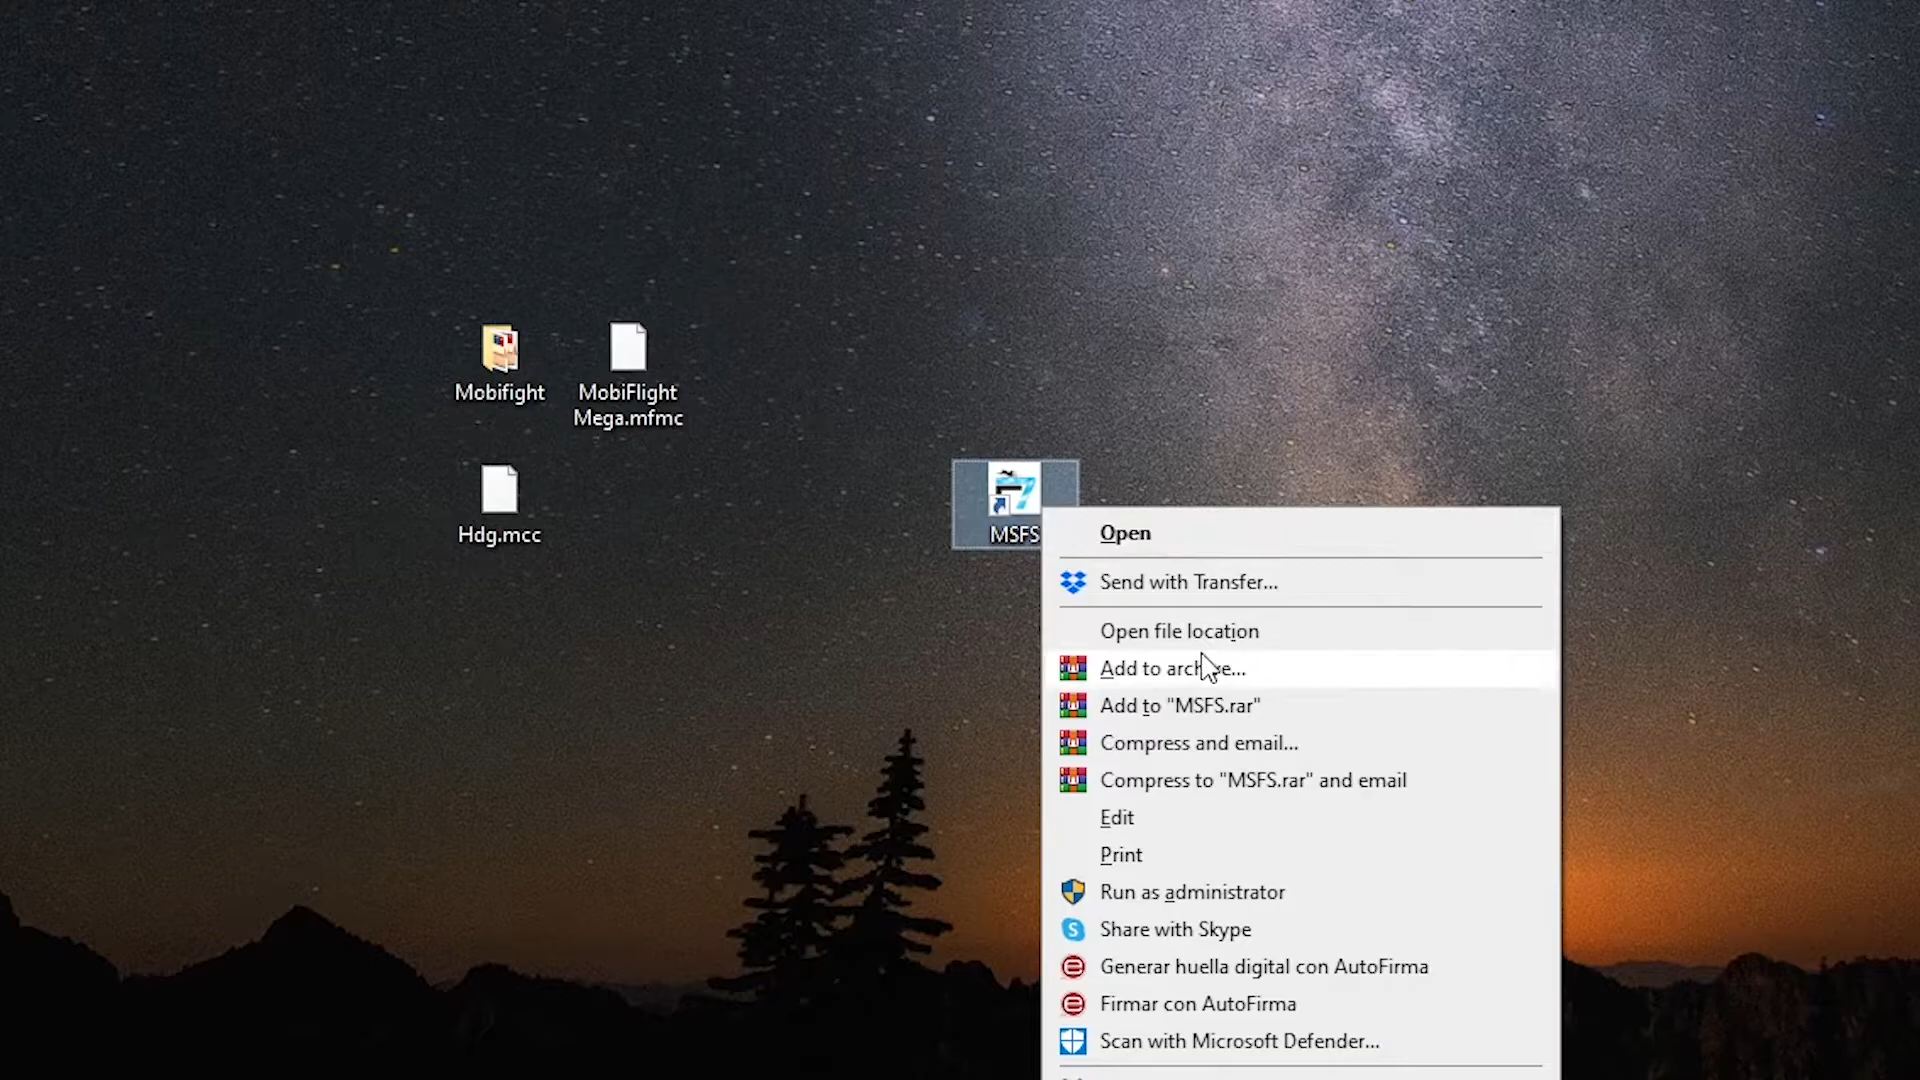 Mobifight
MobiFlight
Mega.mfmc
Hdg.mcc
MSFS
Open
Send with Transfer...
Open file location
Add to archive...
Add to "MSFS.rar"
Compress and email...
Compress to "MSFS.rar" and email
Edit
Print
Run as administrator
Share with Skype
Generar huella digital con AutoFirma
Firmar con AutoFirma
Scan with Microsoft Defender...